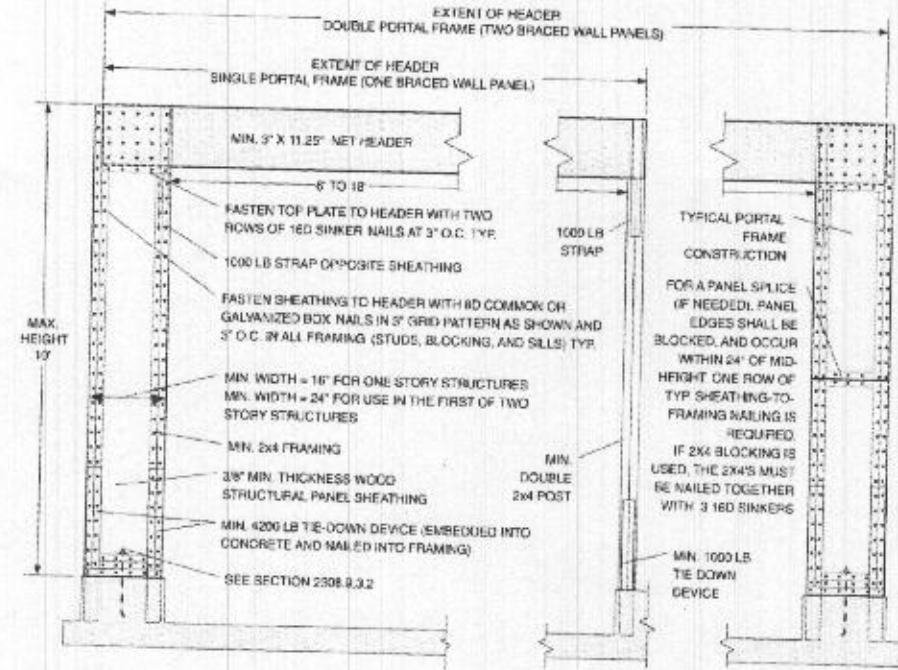 EXTENT OF HEADER
DOUBLE PORTAL FRAME (TWO BRACED WALL PANELS)
EXTENT OF HEADER
SINGLE PORTAL FRAME (ONE BRACED WALL PANEL)
MIN. 3" X 11.25" NET HEADER
6' TO 18'
FASTEN TOP PLATE TO HEADER WITH TWO
ROWS OF 16D SINKER NAILS AT 3" O.C. TYP.
1000 LB STRAP OPPOSITE SHEATHING
FASTEN SHEATHING TO HEADER WITH 8D COMMON OR
GALVANIZED BOX NAILS IN 3" GRID PATTERN AS SHOWN AND
3" O.C. IN ALL FRAMING (STUDS, BLOCKING, AND SILLS) TYP.
MAX.
HEIGHT
10'
MIN. WIDTH = 16" FOR ONE STORY STRUCTURES
MIN. WIDTH = 24" FOR USE IN THE FIRST OF TWO
STORY STRUCTURES
MIN. 2x4 FRAMING
3/8" MIN. THICKNESS WOOD
STRUCTURAL PANEL SHEATHING
MIN. 4200 LB TIE-DOWN DEVICE (EMBEDDED INTO
CONCRETE AND NAILED INTO FRAMING)
SEE SECTION 2308.9.3.2
1000 LB
STRAP
MIN.
DOUBLE
2x4 POST
MIN. 1000 LB
TIE DOWN
DEVICE
TYPICAL PORTAL
FRAME
CONSTRUCTION
FOR A PANEL SPLICE
(IF NEEDED), PANEL
EDGES SHALL BE
BLOCKED, AND OCCUR
WITHIN 24" OF MID-
HEIGHT. ONE ROW OF
TYP. SHEATHING-TO-
FRAMING NAILING IS
REQUIRED.
IF 2X4 BLOCKING IS
USED, THE 2X4'S MUST
BE NAILED TOGETHER
WITH 3 16D SINKERS